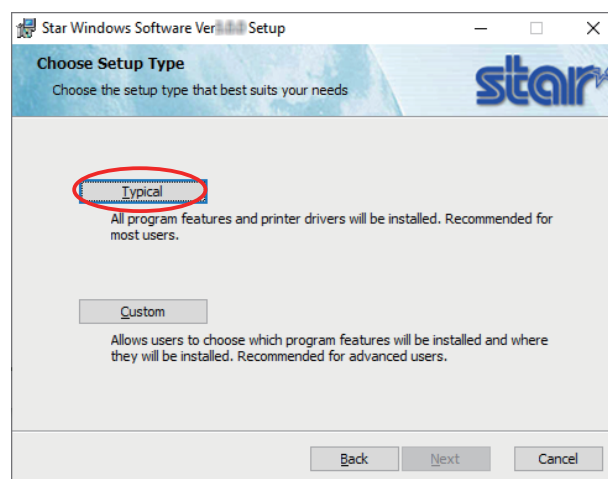 Star Windows Software Ver Setup
Choose Setup Type
Choose the setup type that best suits your needs
star
Typical
All program features and printer drivers will be installed. Recommended for
most users.
Custom
Allows users to choose which program features will be installed and where
they will be installed. Recommended for advanced users.
Back Next Cancel